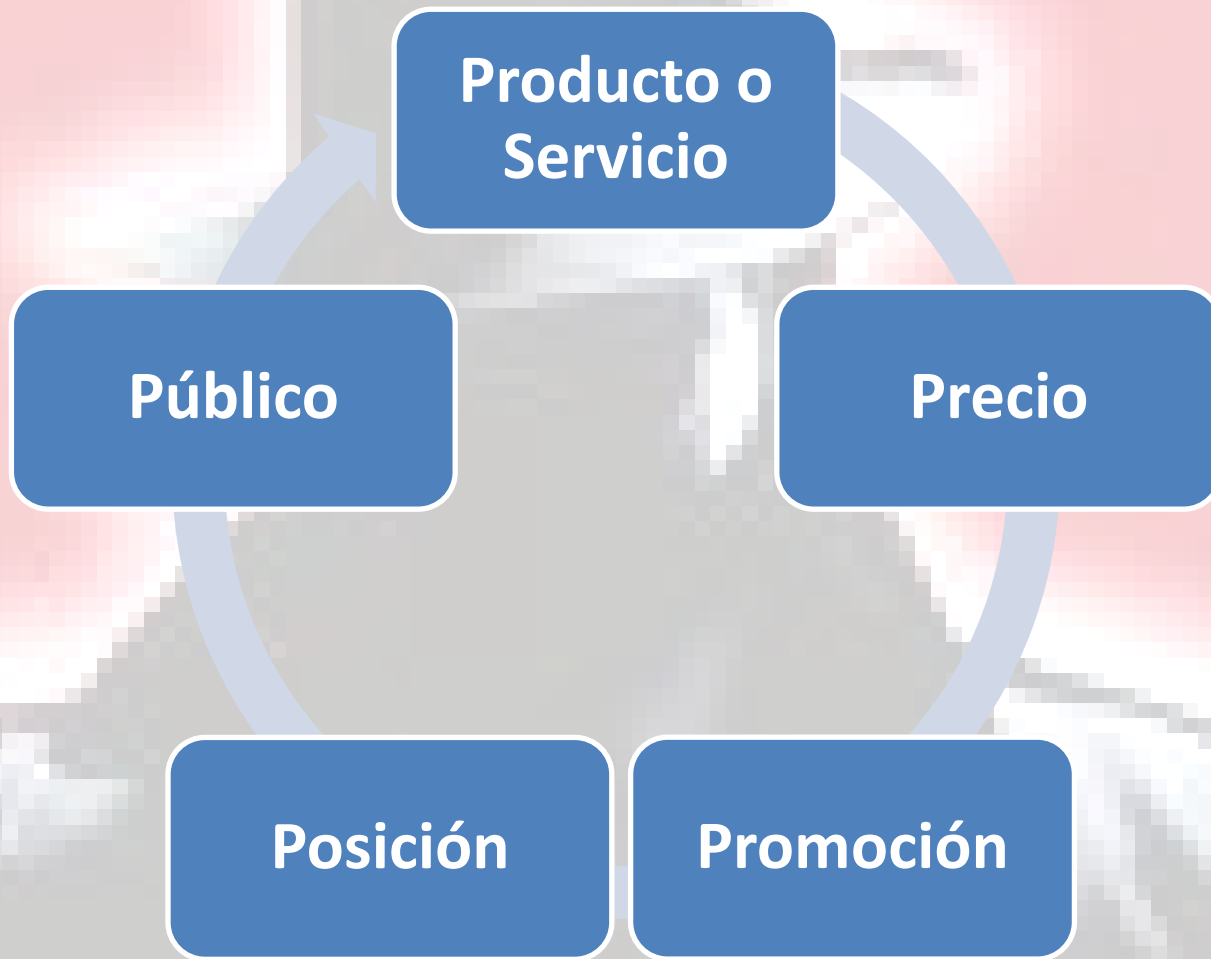 Producto o
Servicio
Público
Precio
Posición
Promoción